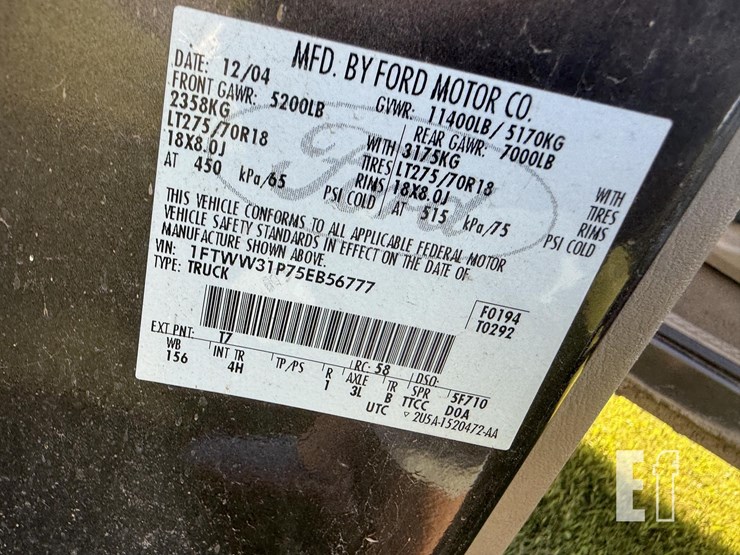 MFD. BY FORD MOTOR CO.
DATE: 12/04 GVWR: 11400LB / 5170KG
FRONT GAWR: 5200LB REAR GAWR: 7000LB
2358KG WITH 3175KG WITH
LT275/70R18 TIRES LT275/70R18 TIRES
18X8.0J RIMS 18X8.0J RIMS
AT 450 kPa/65 PSI COLD AT 515 kPa/75 PSI COLD
THIS VEHICLE CONFORMS TO ALL APPLICABLE FEDERAL MOTOR
VEHICLE SAFETY STANDARDS IN EFFECT ON THE DATE OF
MANUFACTURE SHOWN ABOVE.
VIN: 1FTWW31P75EB56777
TYPE: TRUCK
F0194
T0292
EXT PNT: T7 RC: 58 DSO: 5F710
WB INT TR TP/PS R AXLE TR SPR
156 4H 1 3L B TTCC DOA
UTC ▽ 2U5A-1520472-AA
Ford
Ef